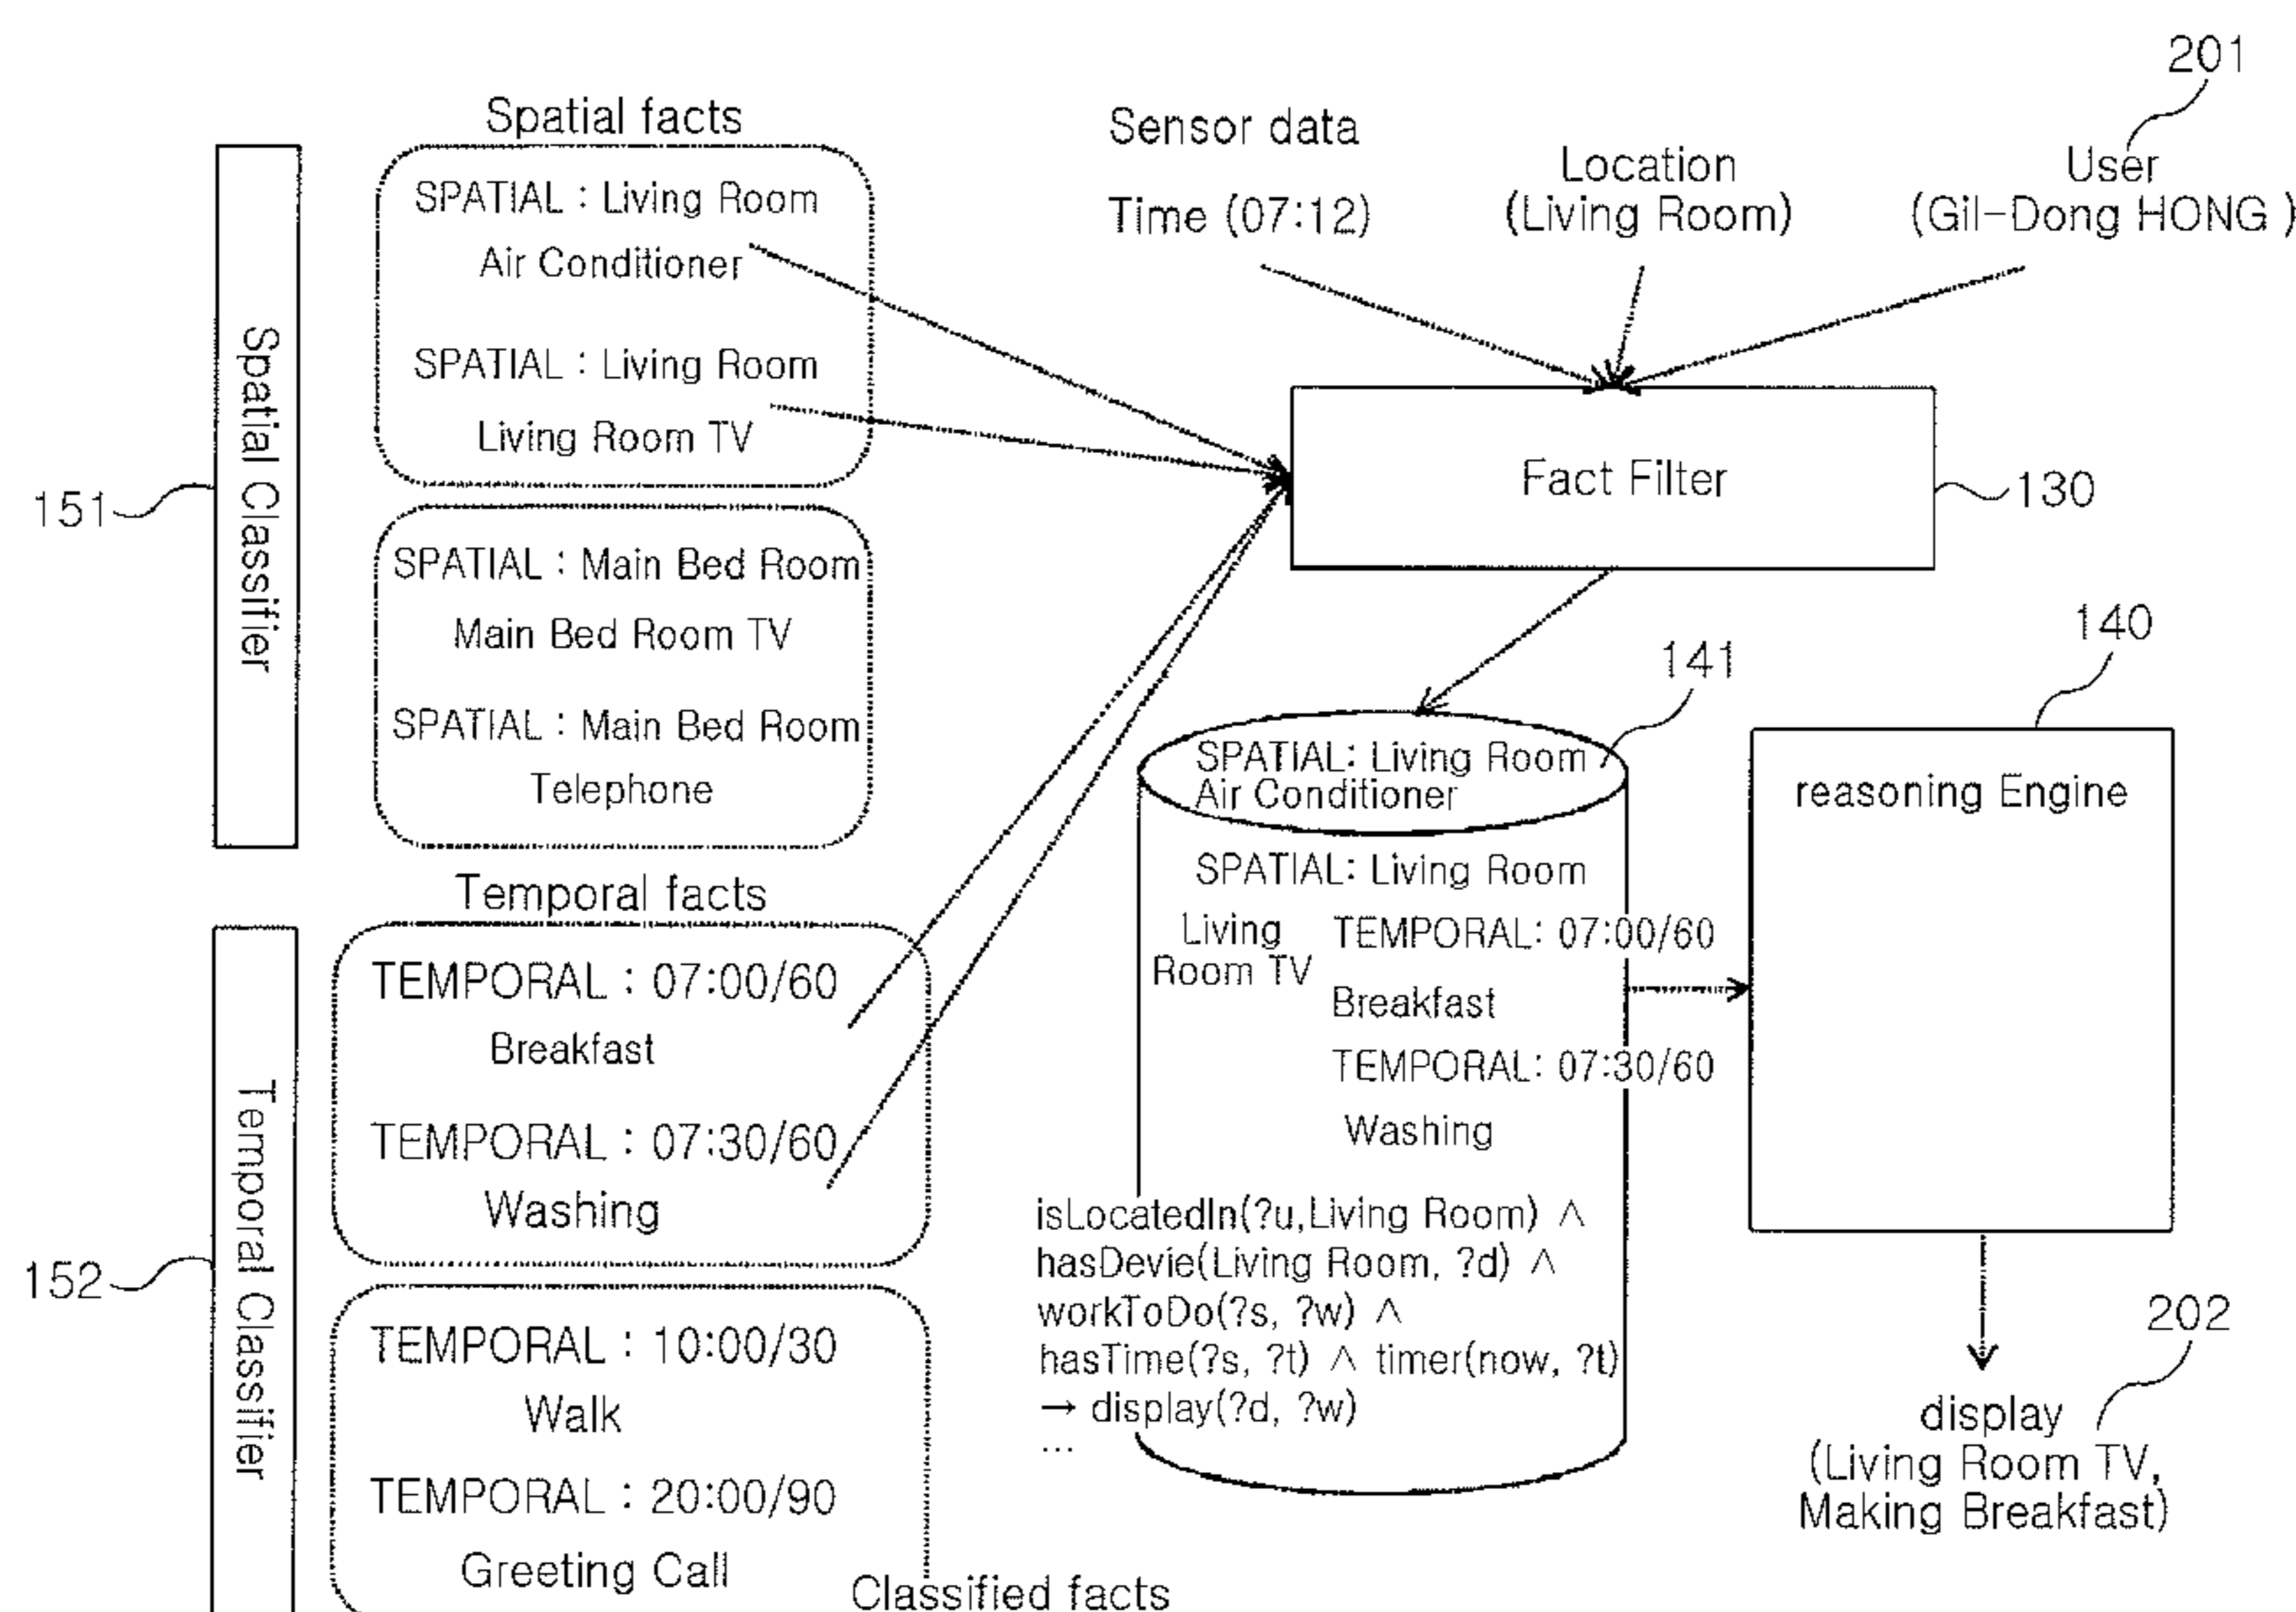 201
Spatial facts
Sensor data
Time (07:12)
Location
(Living Room)
User
(Gil-Dong HONG )
SPATIAL : Living Room
Air Conditioner
SPATIAL : Living Room
Living Room TV
Spatial Classifier
151
Fact Filter
130
SPATIAL : Main Bed Room
Main Bed Room TV
SPATIAL : Main Bed Room
Telephone
141
140
SPATIAL: Living Room
Air Conditioner
SPATIAL: Living Room
Living
Room TV
TEMPORAL: 07:00/60
Breakfast
TEMPORAL: 07:30/60
Washing
reasoning Engine
Temporal facts
TEMPORAL : 07:00/60
Breakfast
TEMPORAL : 07:30/60
Washing
Temporal Classifier
152
isLocatedIn(?u,Living Room) ∧
hasDevie(Living Room, ?d) ∧
workToDo(?s, ?w) ∧
hasTime(?s, ?t) ∧ timer(now, ?t)
→ display(?d, ?w)
...
202
display
(Living Room TV,
Making Breakfast)
TEMPORAL : 10:00/30
Walk
TEMPORAL : 20:00/90
Greeting Call
Classified facts